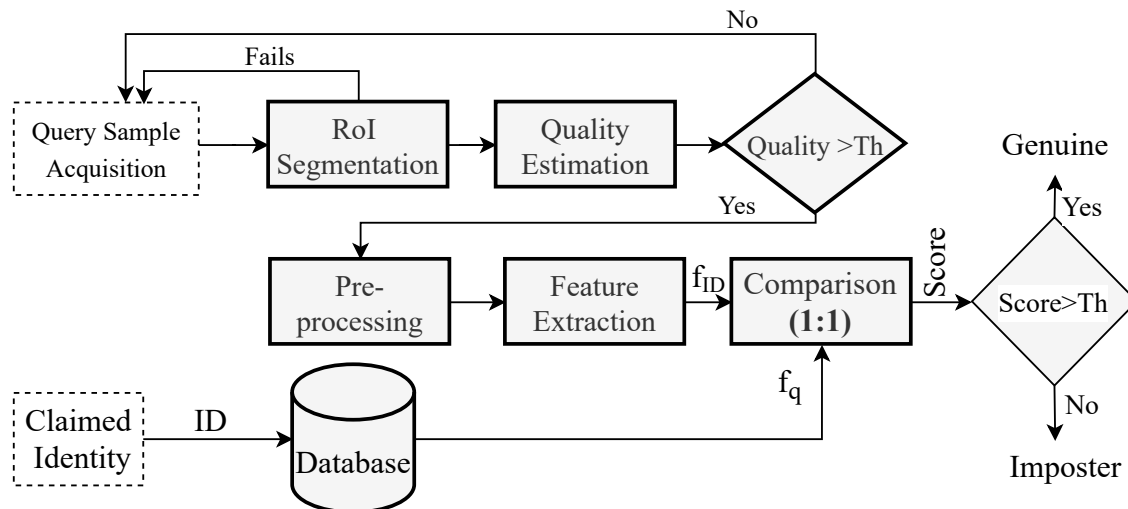 No
Fails
Query Sample
Acquisition
RoI
Segmentation
Quality
Estimation
Quality >Th
Genuine
Yes
Yes
Pre-
processing
Feature
Extraction
f_ID
Comparison
(1:1)
Score
Score>Th
f_q
No
Imposter
Claimed
Identity
ID
Database